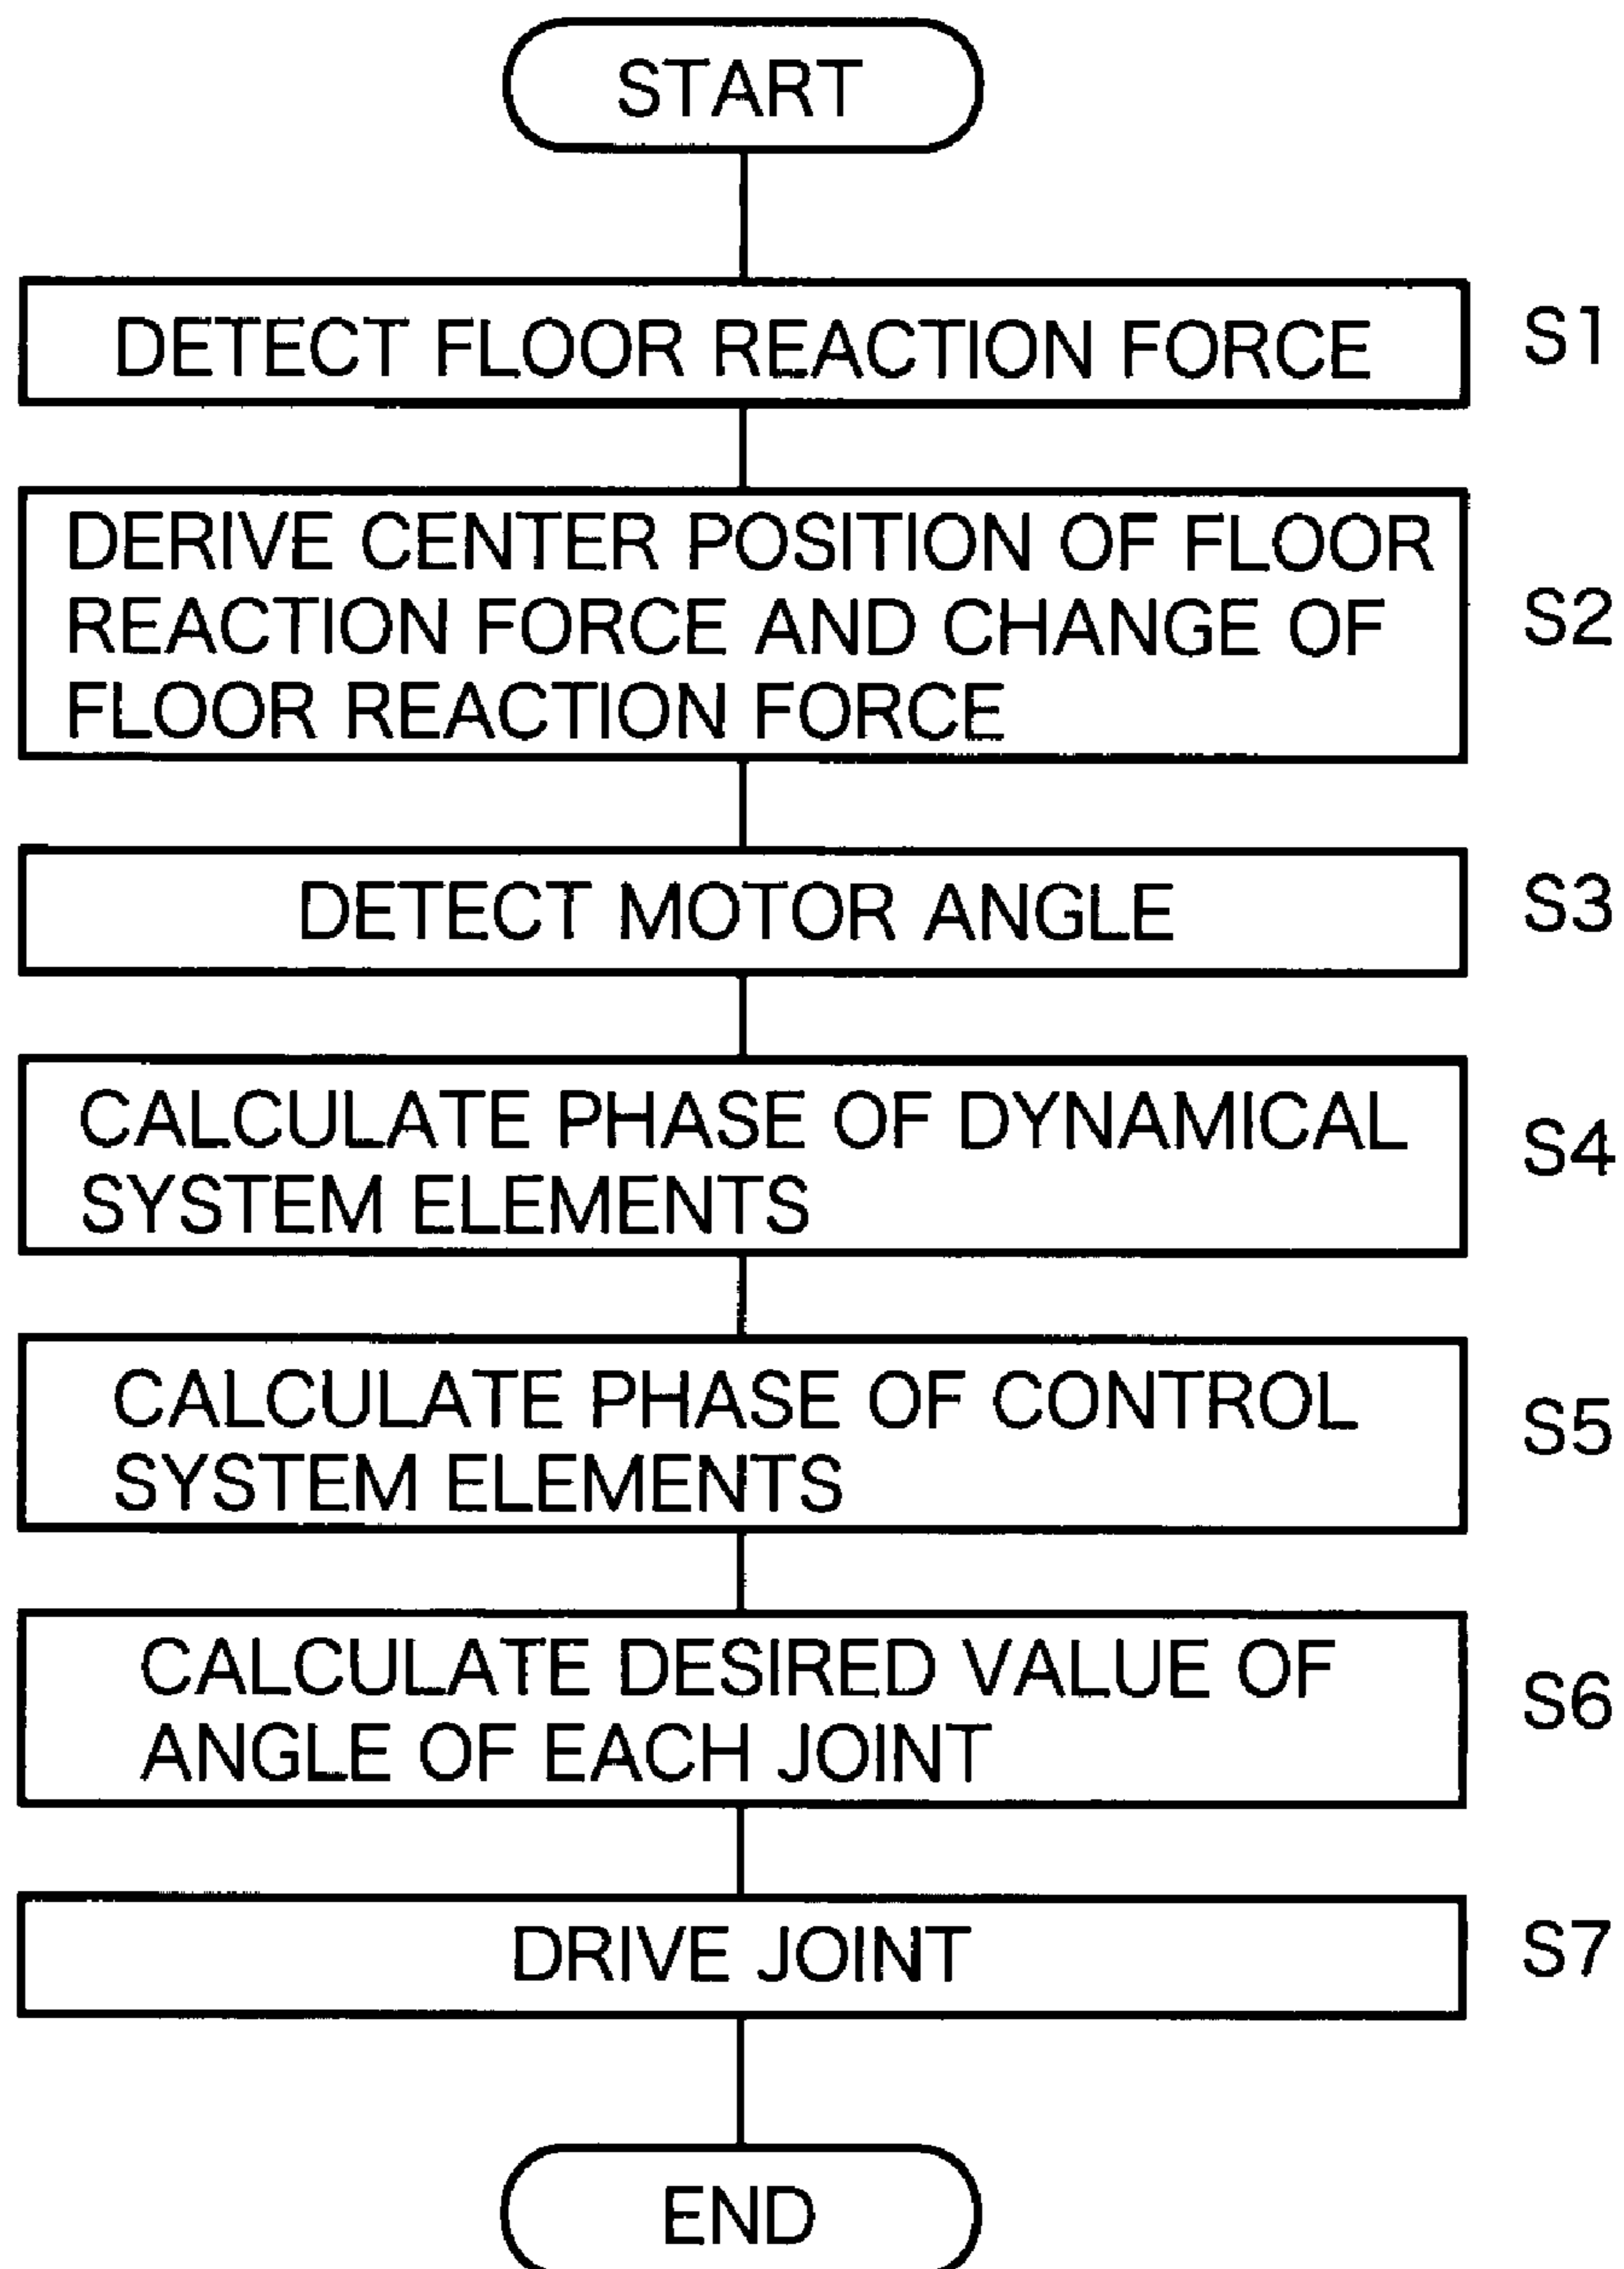 START
DETECT FLOOR REACTION FORCE
S1
DERIVE CENTER POSITION OF FLOOR
REACTION FORCE AND CHANGE OF
FLOOR REACTION FORCE
S2
DETECT MOTOR ANGLE
S3
CALCULATE PHASE OF DYNAMICAL
SYSTEM ELEMENTS
S4
CALCULATE PHASE OF CONTROL
SYSTEM ELEMENTS
S5
CALCULATE DESIRED VALUE OF
ANGLE OF EACH JOINT
S6
DRIVE JOINT
S7
END